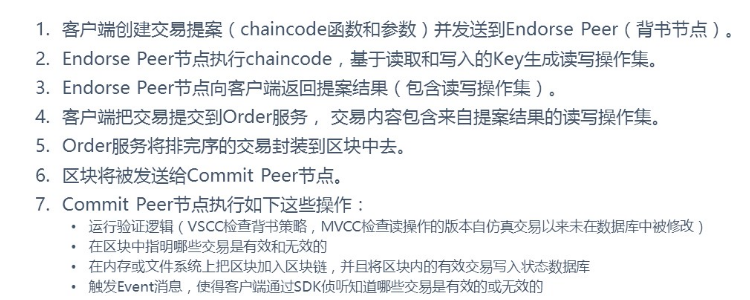 1. 客户端创建交易提案（chaincode函数和参数）并发送到Endorse Peer（背书节点）。
2. Endorse Peer节点执行chaincode，基于读取和写入的Key生成读写操作集。
3. Endorse Peer节点向客户端返回提案结果（包含读写操作集）。
4. 客户端把交易提交到Order服务， 交易内容包含来自提案结果的读写操作集。
5. Order服务将排完序的交易封装到区块中去。
6. 区块将被发送给Commit Peer节点。
7. Commit Peer节点执行如下这些操作：
• 运行验证逻辑（VSCC检查背书策略，MVCC检查读操作的版本自仿真交易以来未在数据库中被修改）
• 在区块中指明哪些交易是有效和无效的
• 在内存或文件系统上把区块加入区块链，并且将区块内的有效交易写入状态数据库
• 触发Event消息，使得客户端通过SDK侦听知道哪些交易是有效的或无效的